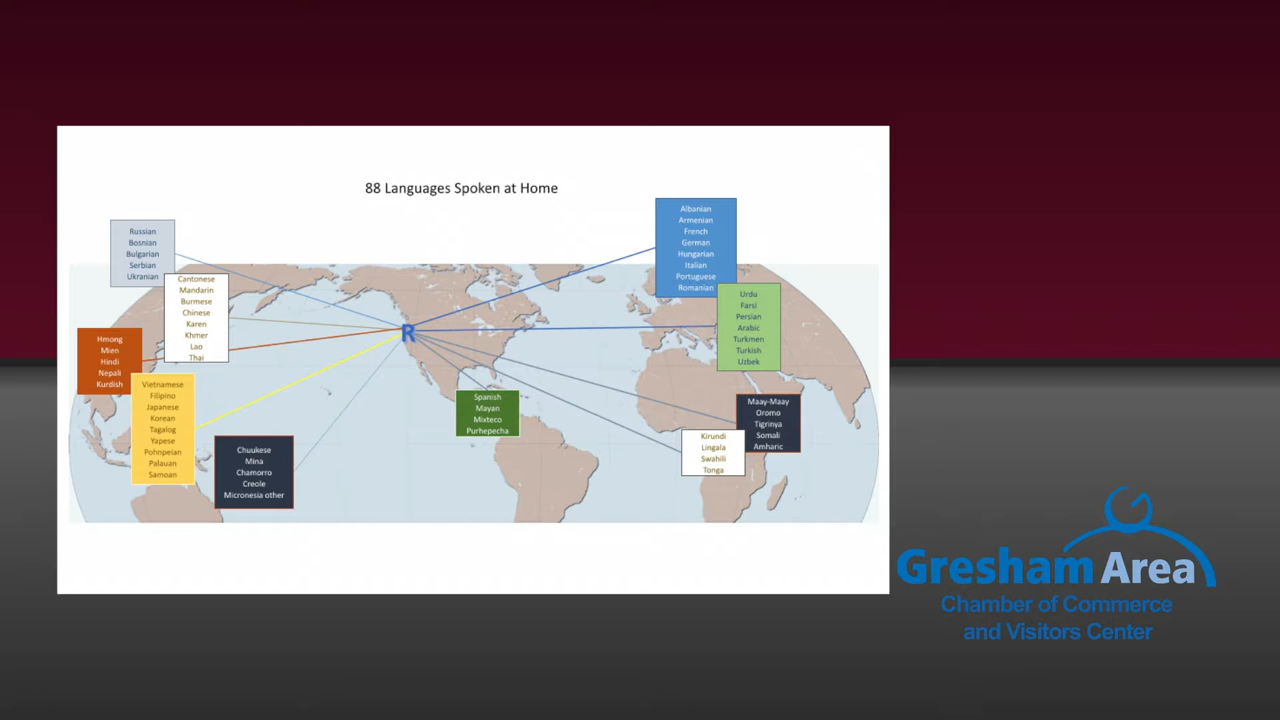 88 Languages Spoken at Home
Russian
Bosnian
Bulgarian
Serbian
Ukranian
Cantonese
Mandarin
Burmese
Chinese
Karen
Khmer
Lao
Thai
Hmong
Mien
Hindi
Nepali
Kurdish
Vietnamese
Filipino
Japanese
Korean
Tagalog
Yapese
Pohnpeian
Palauan
Samoan
Chuukese
Mina
Chamorro
Creole
Micronesia other
R
Spanish
Mayan
Mixteco
Purhepecha
Albanian
Armenian
French
German
Hungarian
Italian
Portuguese
Romanian
Urdu
Farsi
Persian
Arabic
Turkmen
Turkish
Uzbek
Maay-Maay
Oromo
Tigrinya
Somali
Amharic
Kirundi
Lingala
Swahili
Tonga
Gresham Area
Chamber of Commerce
and Visitors Center